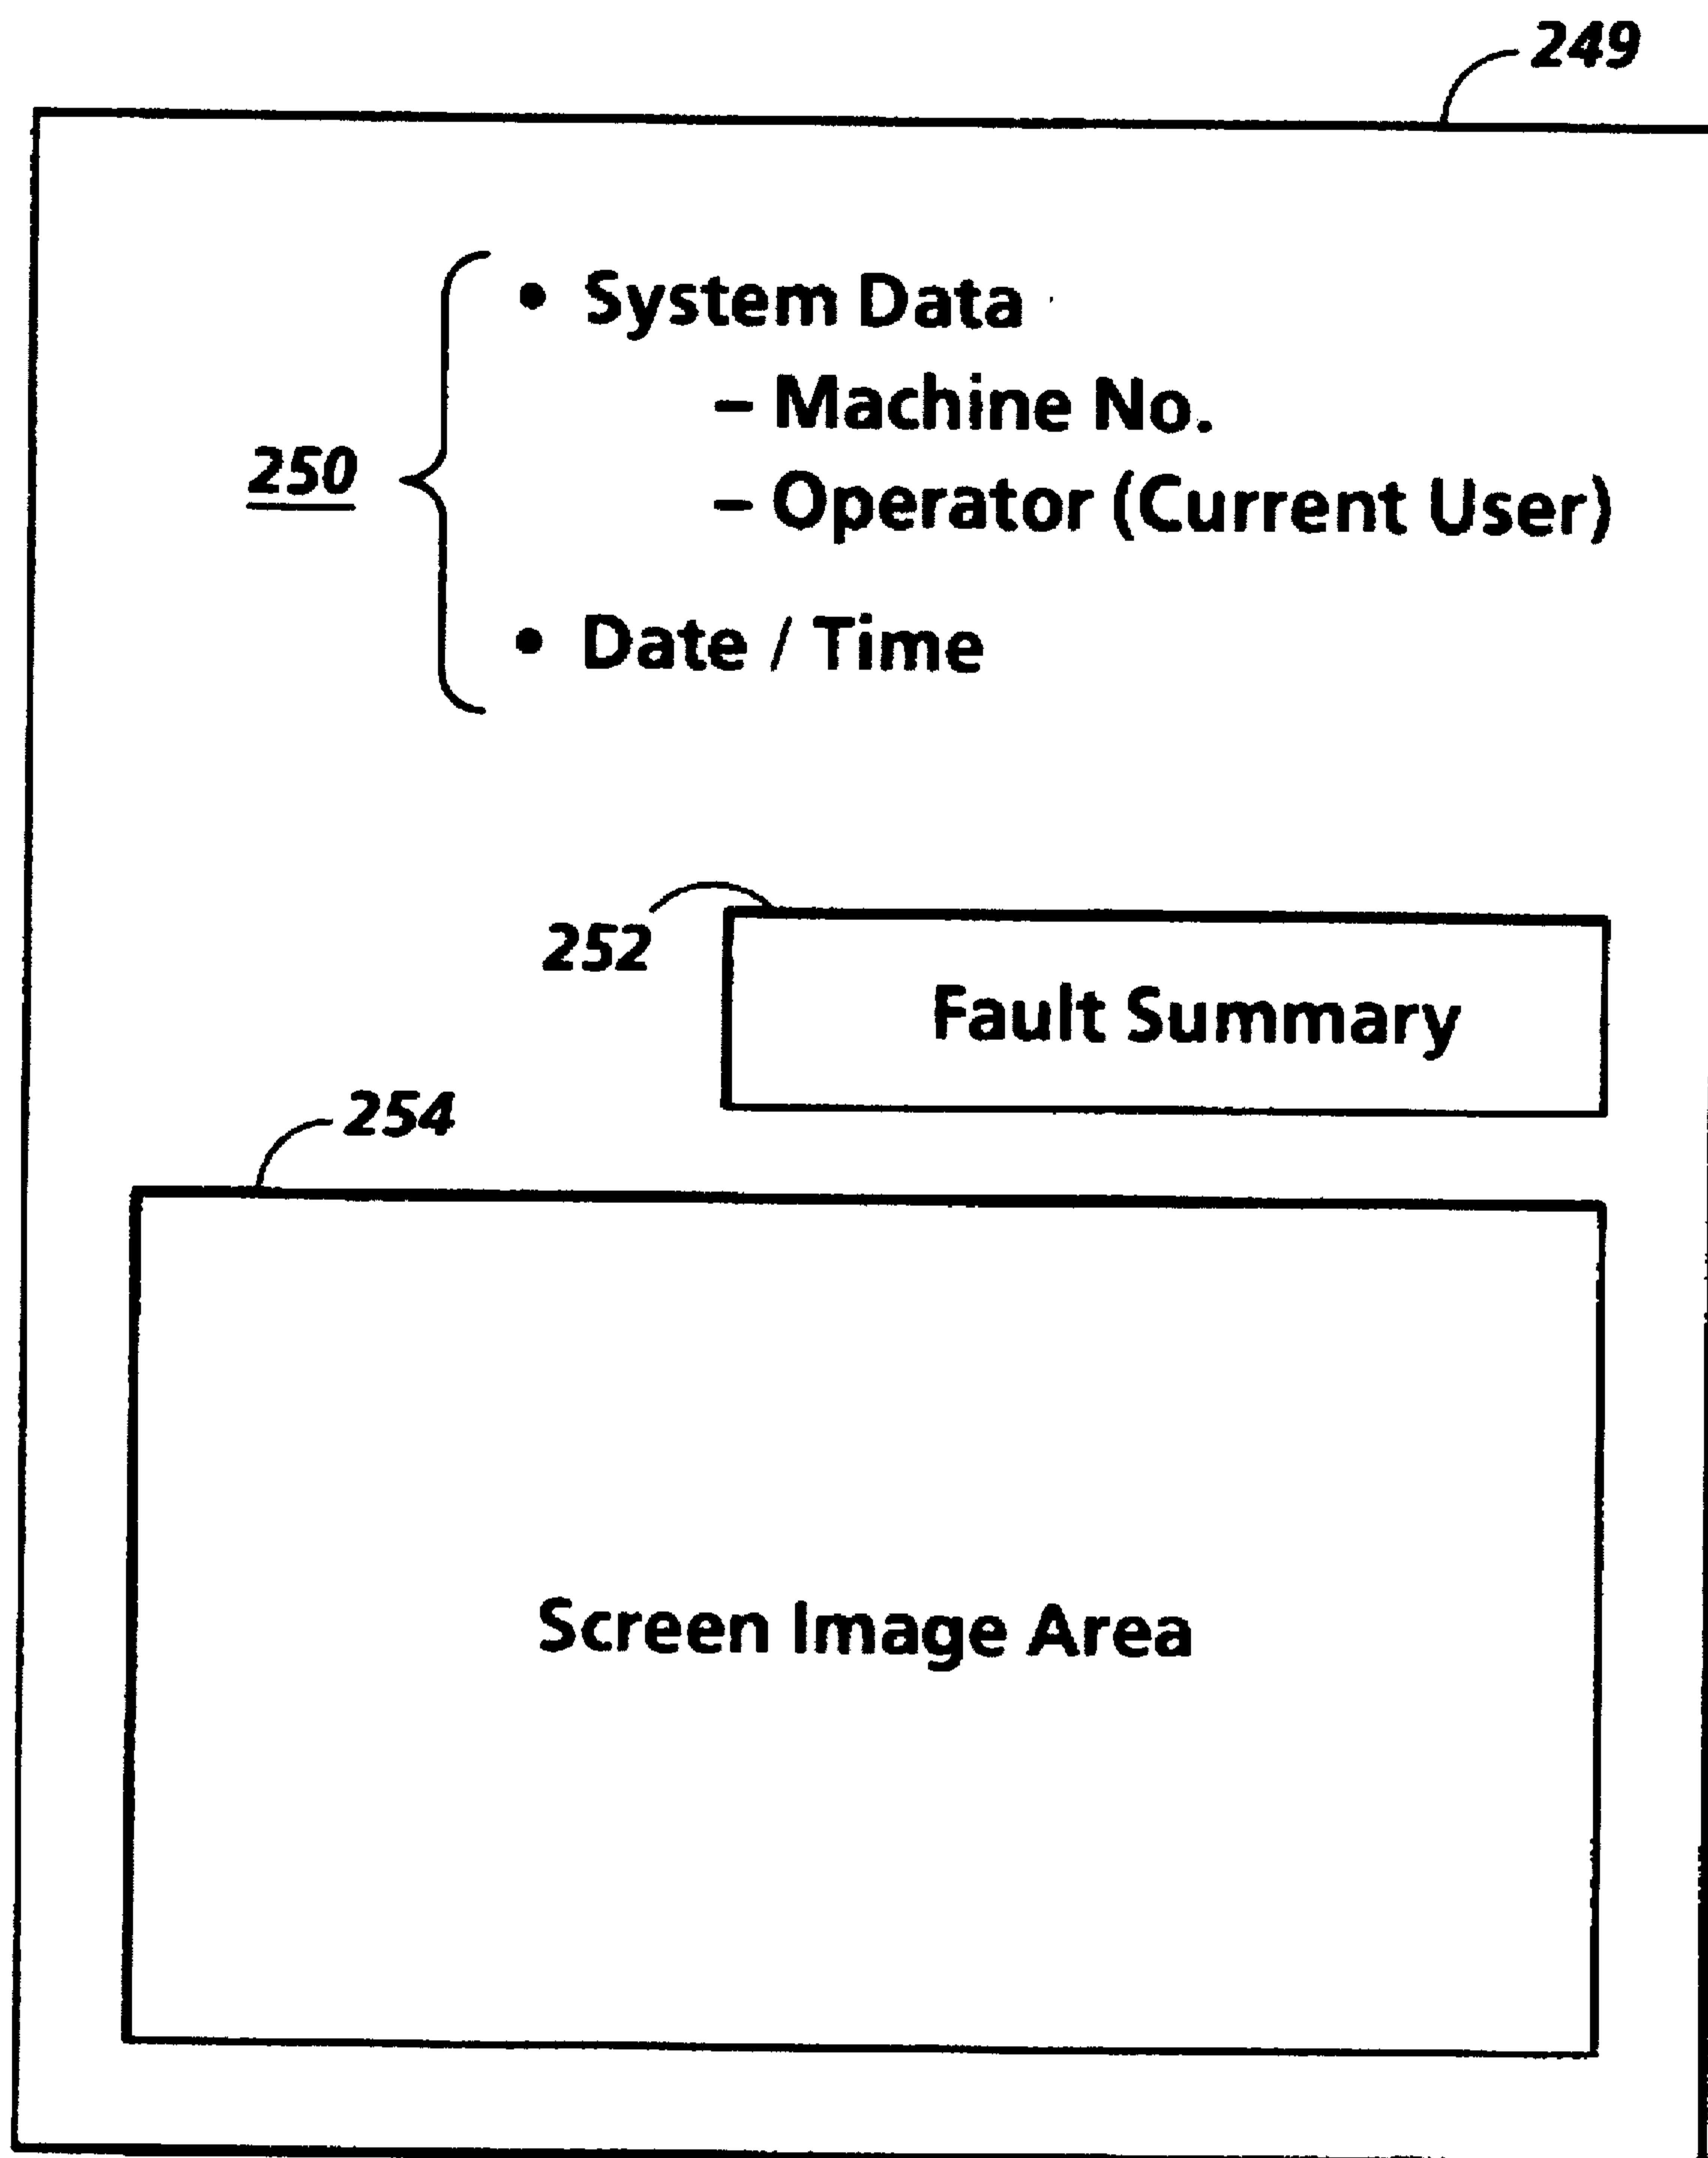 249
• System Data
– Machine No.
250
– Operator (Current User)
• Date / Time
252
Fault Summary
254
Screen Image Area